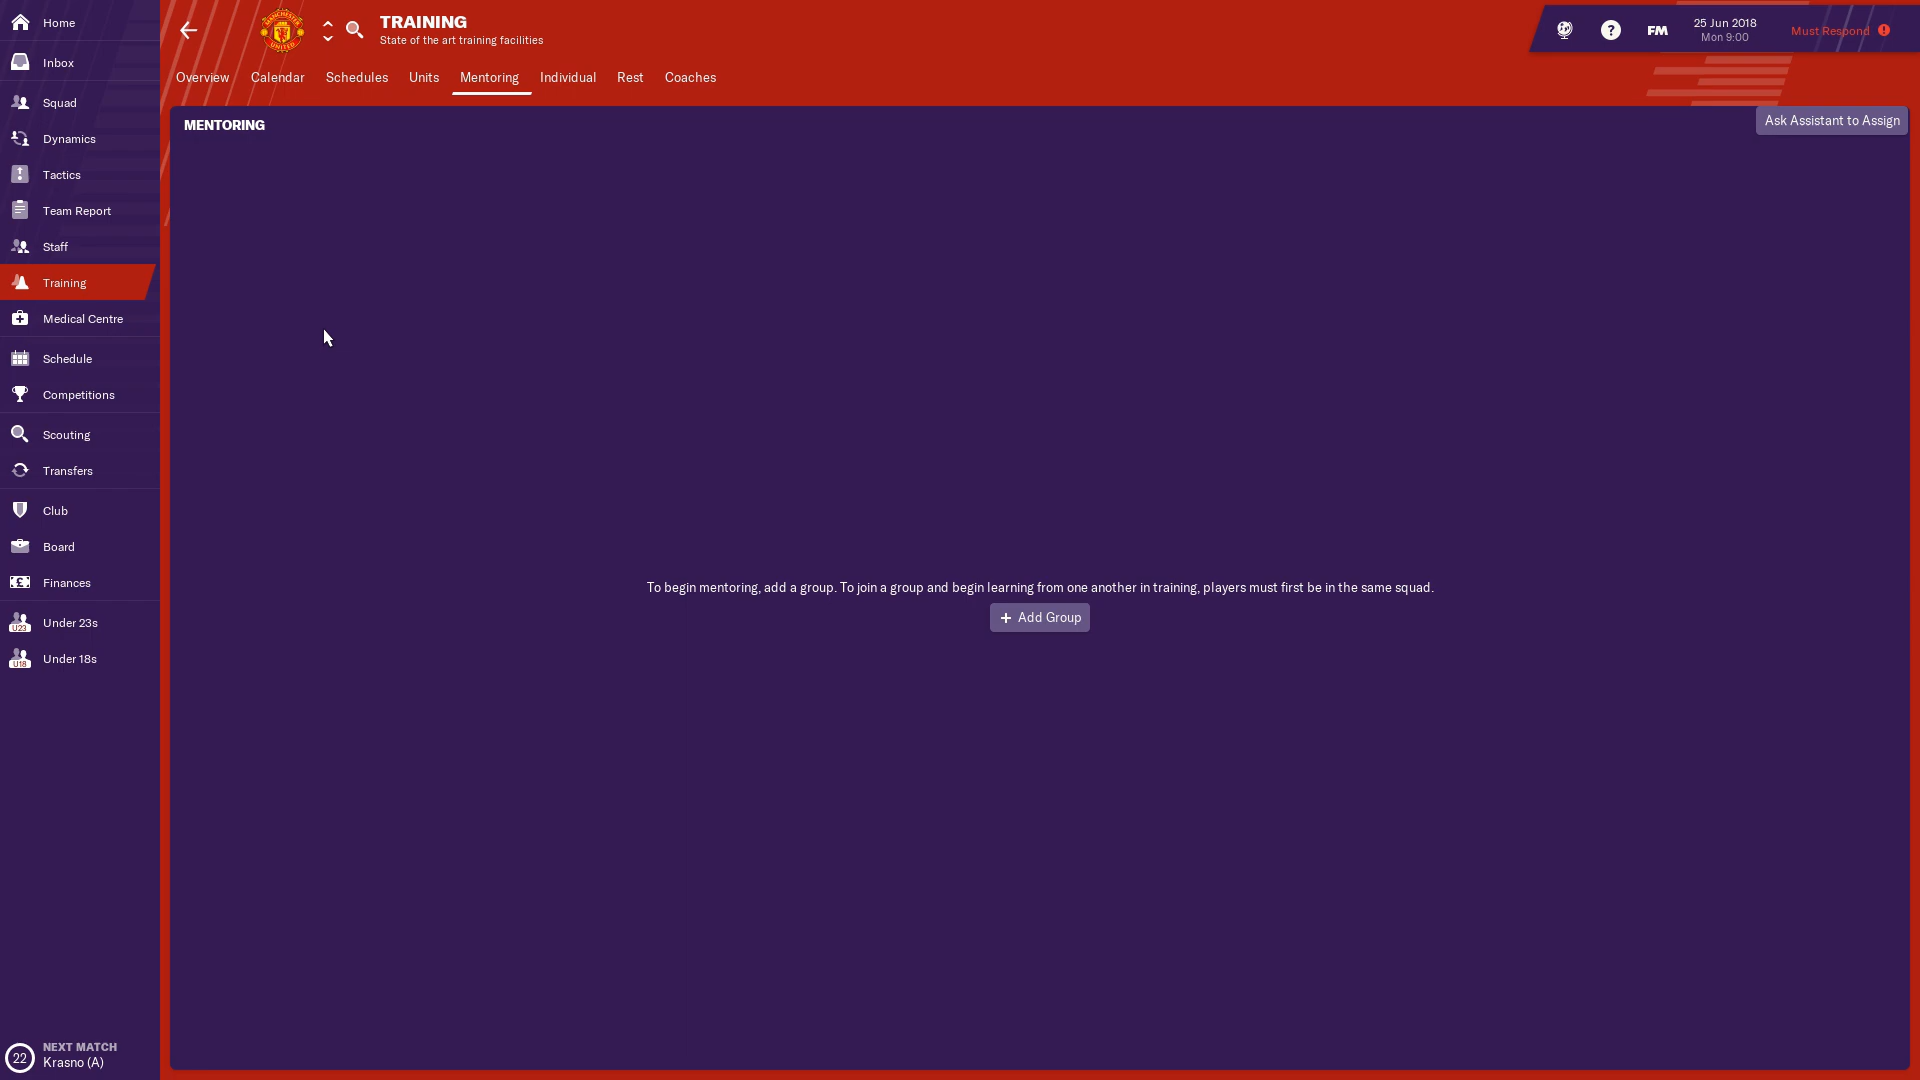 Home
Inbox
Squad
Dynamics
Tactics
Team Report
Staff
Training
Medical Centre
Schedule
Competitions
Scouting
Transfers
Club
Board
Finances
U23
Under 23s
U18
Under 18s
22
NEXT MATCH
Krasno (A)
MANCHESTER
UNITED
TRAINING
State of the art training facilities
?
FM
25 Jun 2018
Mon 9:00
Must Respond
Overview
Calendar
Schedules
Units
Mentoring
Individual
Rest
Coaches
MENTORING
Ask Assistant to Assign
To begin mentoring, add a group. To join a group and begin learning from one another in training, players must first be in the same squad.
+ Add Group